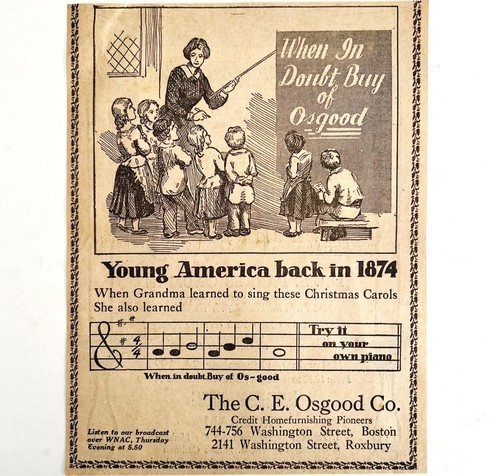 When In
Doubt Buy
of
Osgood
Young America back in 1874
When Grandma learned to sing these Christmas Carols
She also learned
4/4
Try it
on your
own piano
When in doubt. Buy of Os-good
The C. E. Osgood Co.
Credit Homefurnishing Pioneers
744-756 Washington Street, Boston
2141 Washington Street, Roxbury
Listen to our broadcast
over WNAC, Thursday
Evening at 5.50